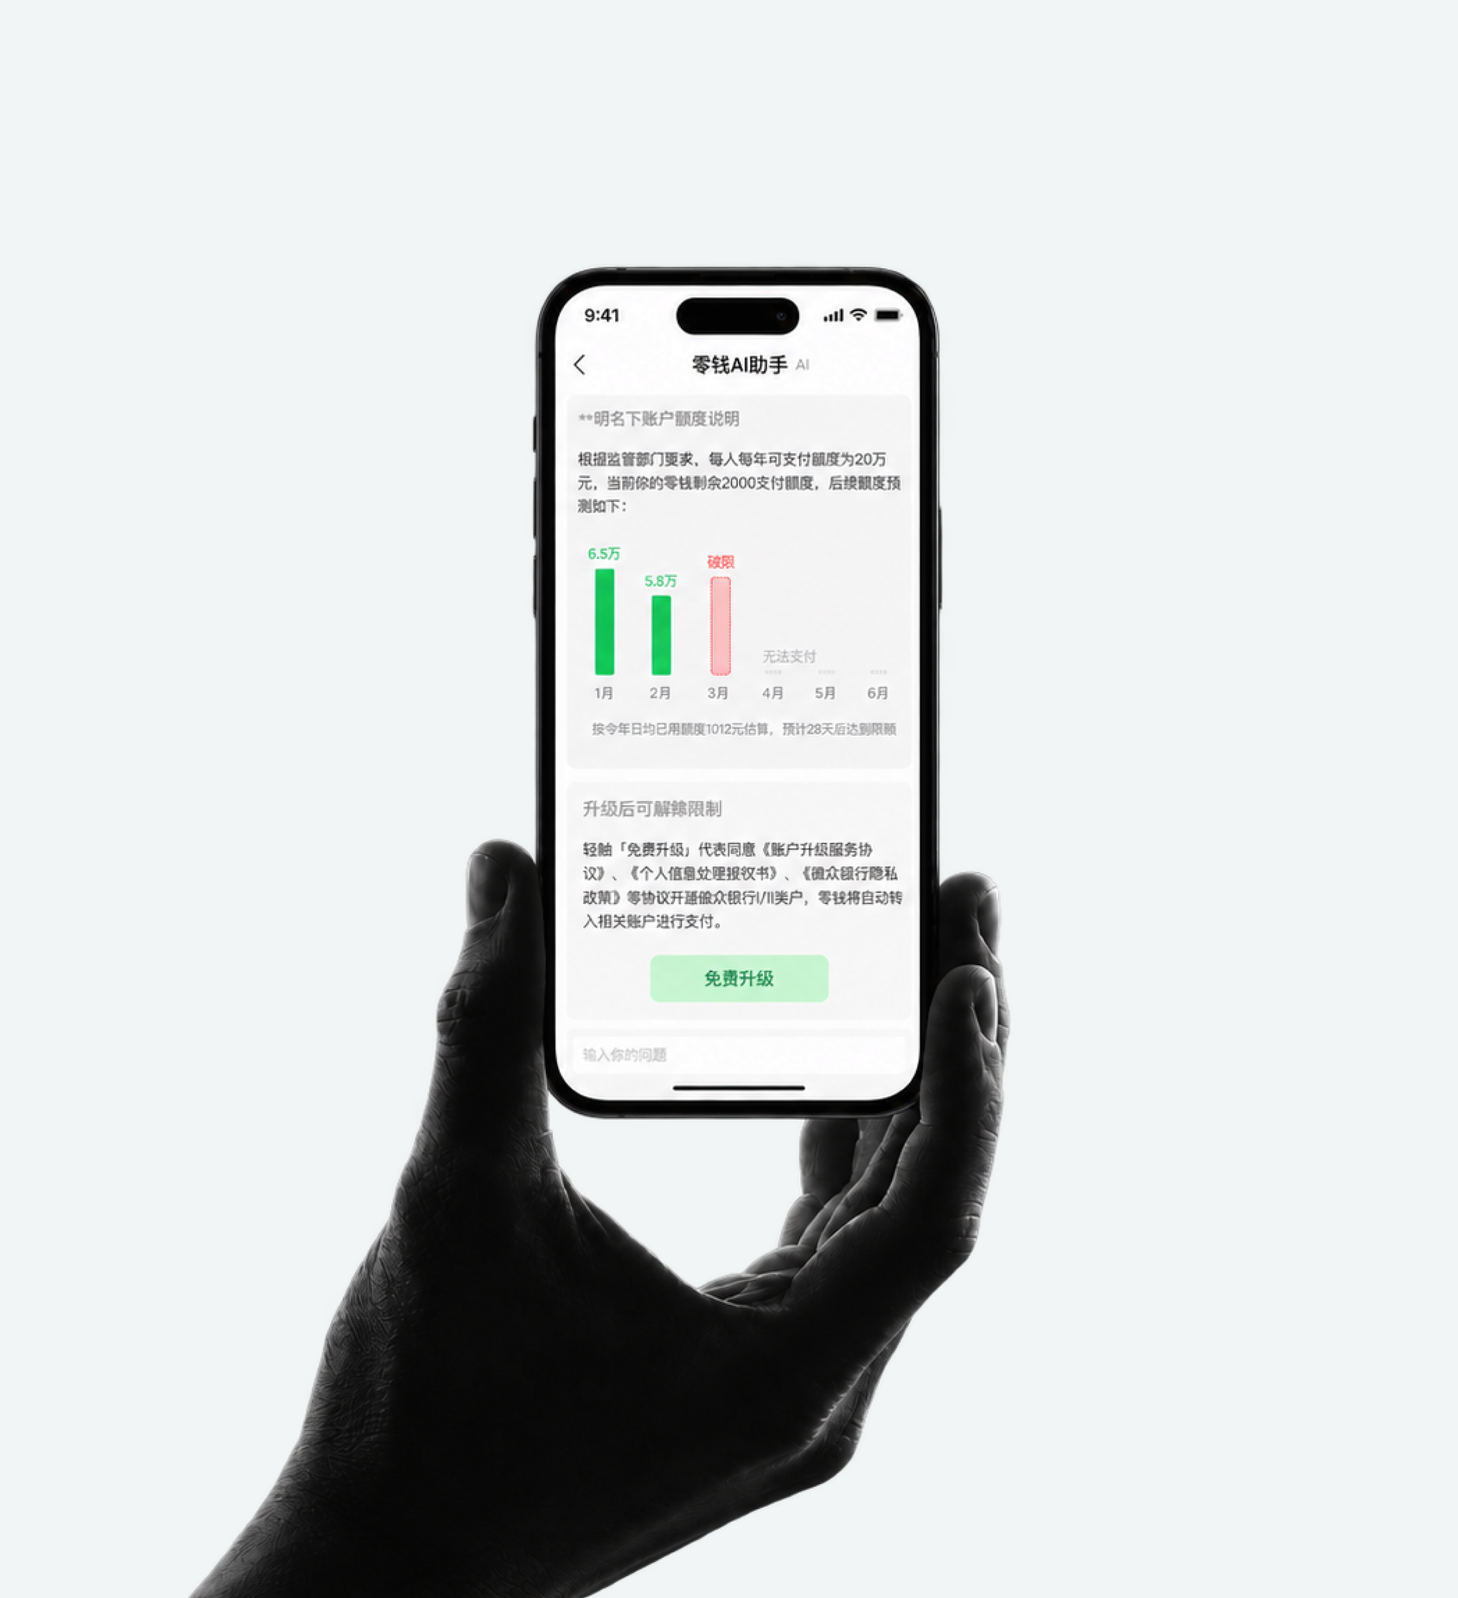 9:41
零钱AI助手 AI
**明名下账户额度说明
根据监管部门要求，每人每年可支付额度为20万
元，当前你的零钱剩余2000支付额度，后续额度预
测如下：
6.5万
5.8万
破限
无法支付
1月 2月 3月 4月 5月 6月
按今年日均已用额度1012元估算，预计28天后达到限额
升级后可解除限制
轻触「免费升级」代表同意《账户升级服务协
议》、《个人信息处理授权书》、《微众银行隐私
政策》等协议开通微众银行I/II类户，零钱将自动转
入相关账户进行支付。
免费升级
输入你的问题